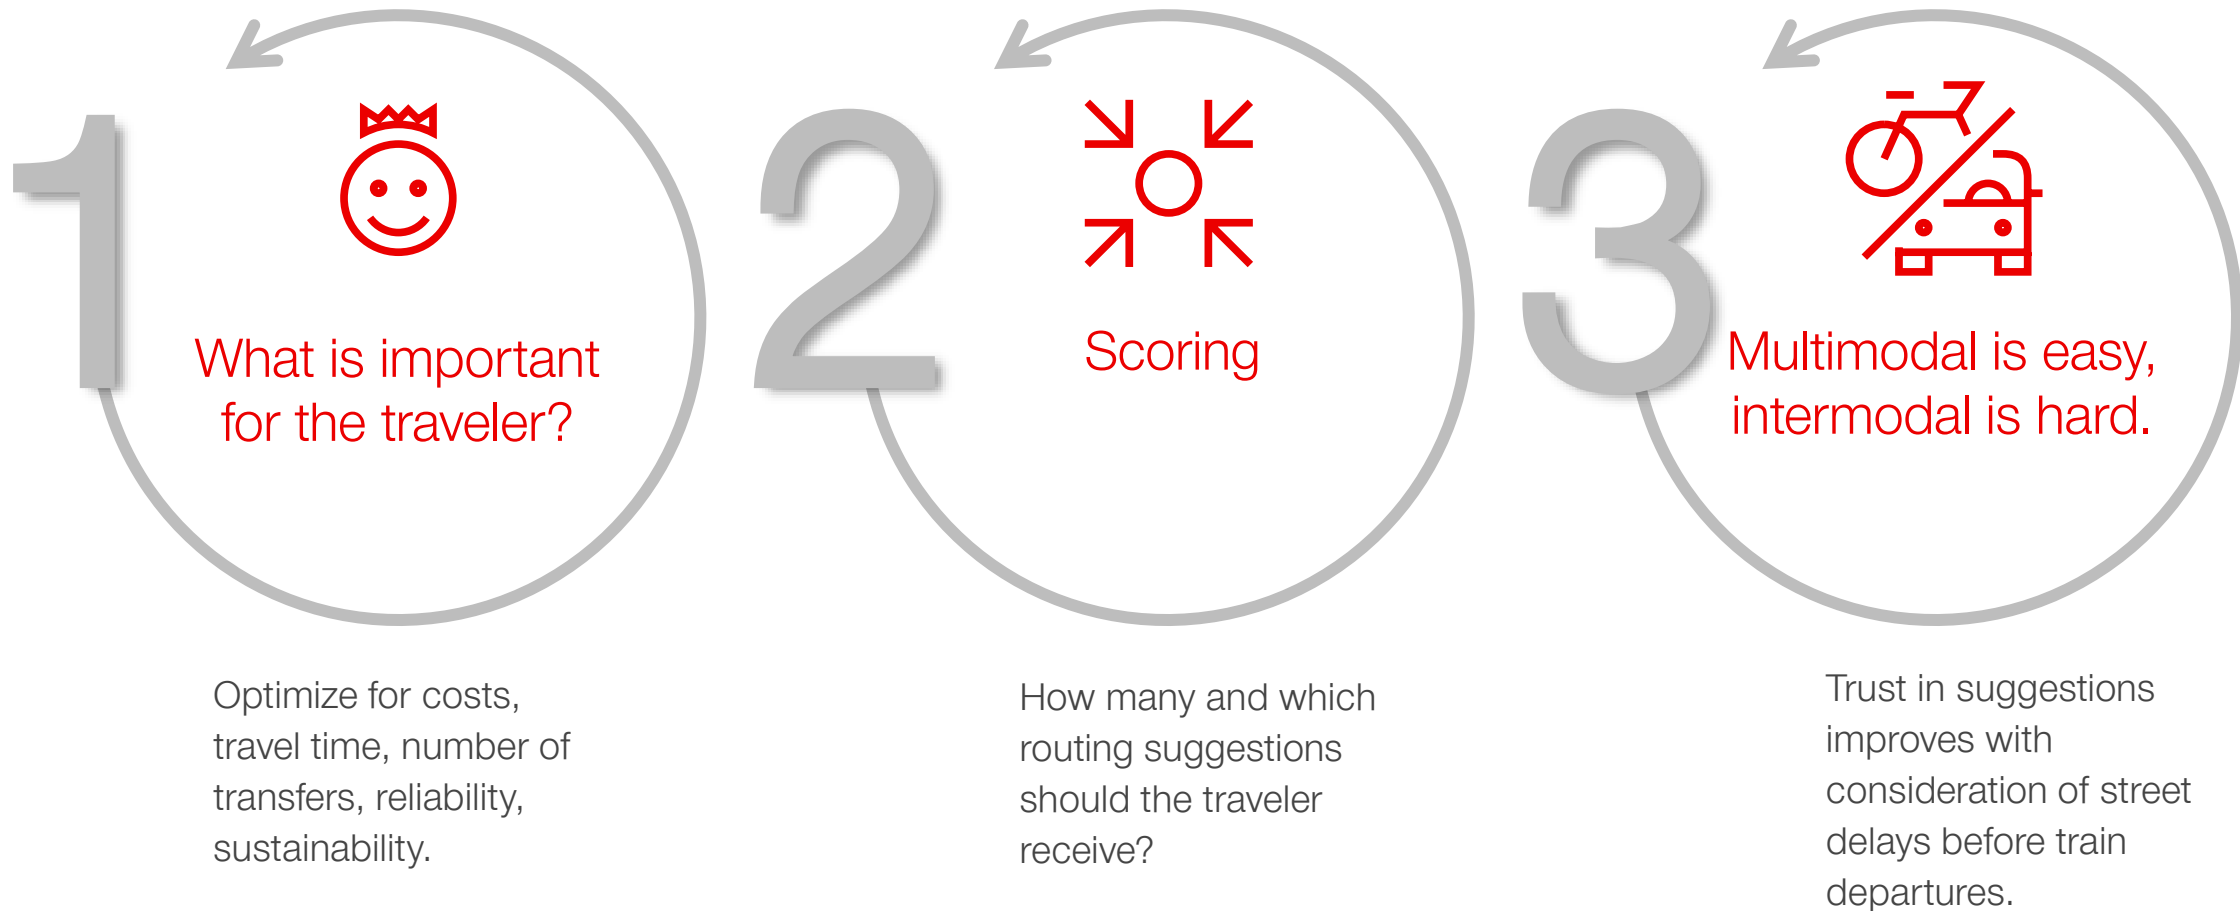 1
What is important
for the traveler?
Optimize for costs,
travel time, number of
transfers, reliability,
sustainability.
2
Scoring
How many and which
routing suggestions
should the traveler
receive?
3
Multimodal is easy,
intermodal is hard.
Trust in suggestions
improves with
consideration of street
delays before train
departures.